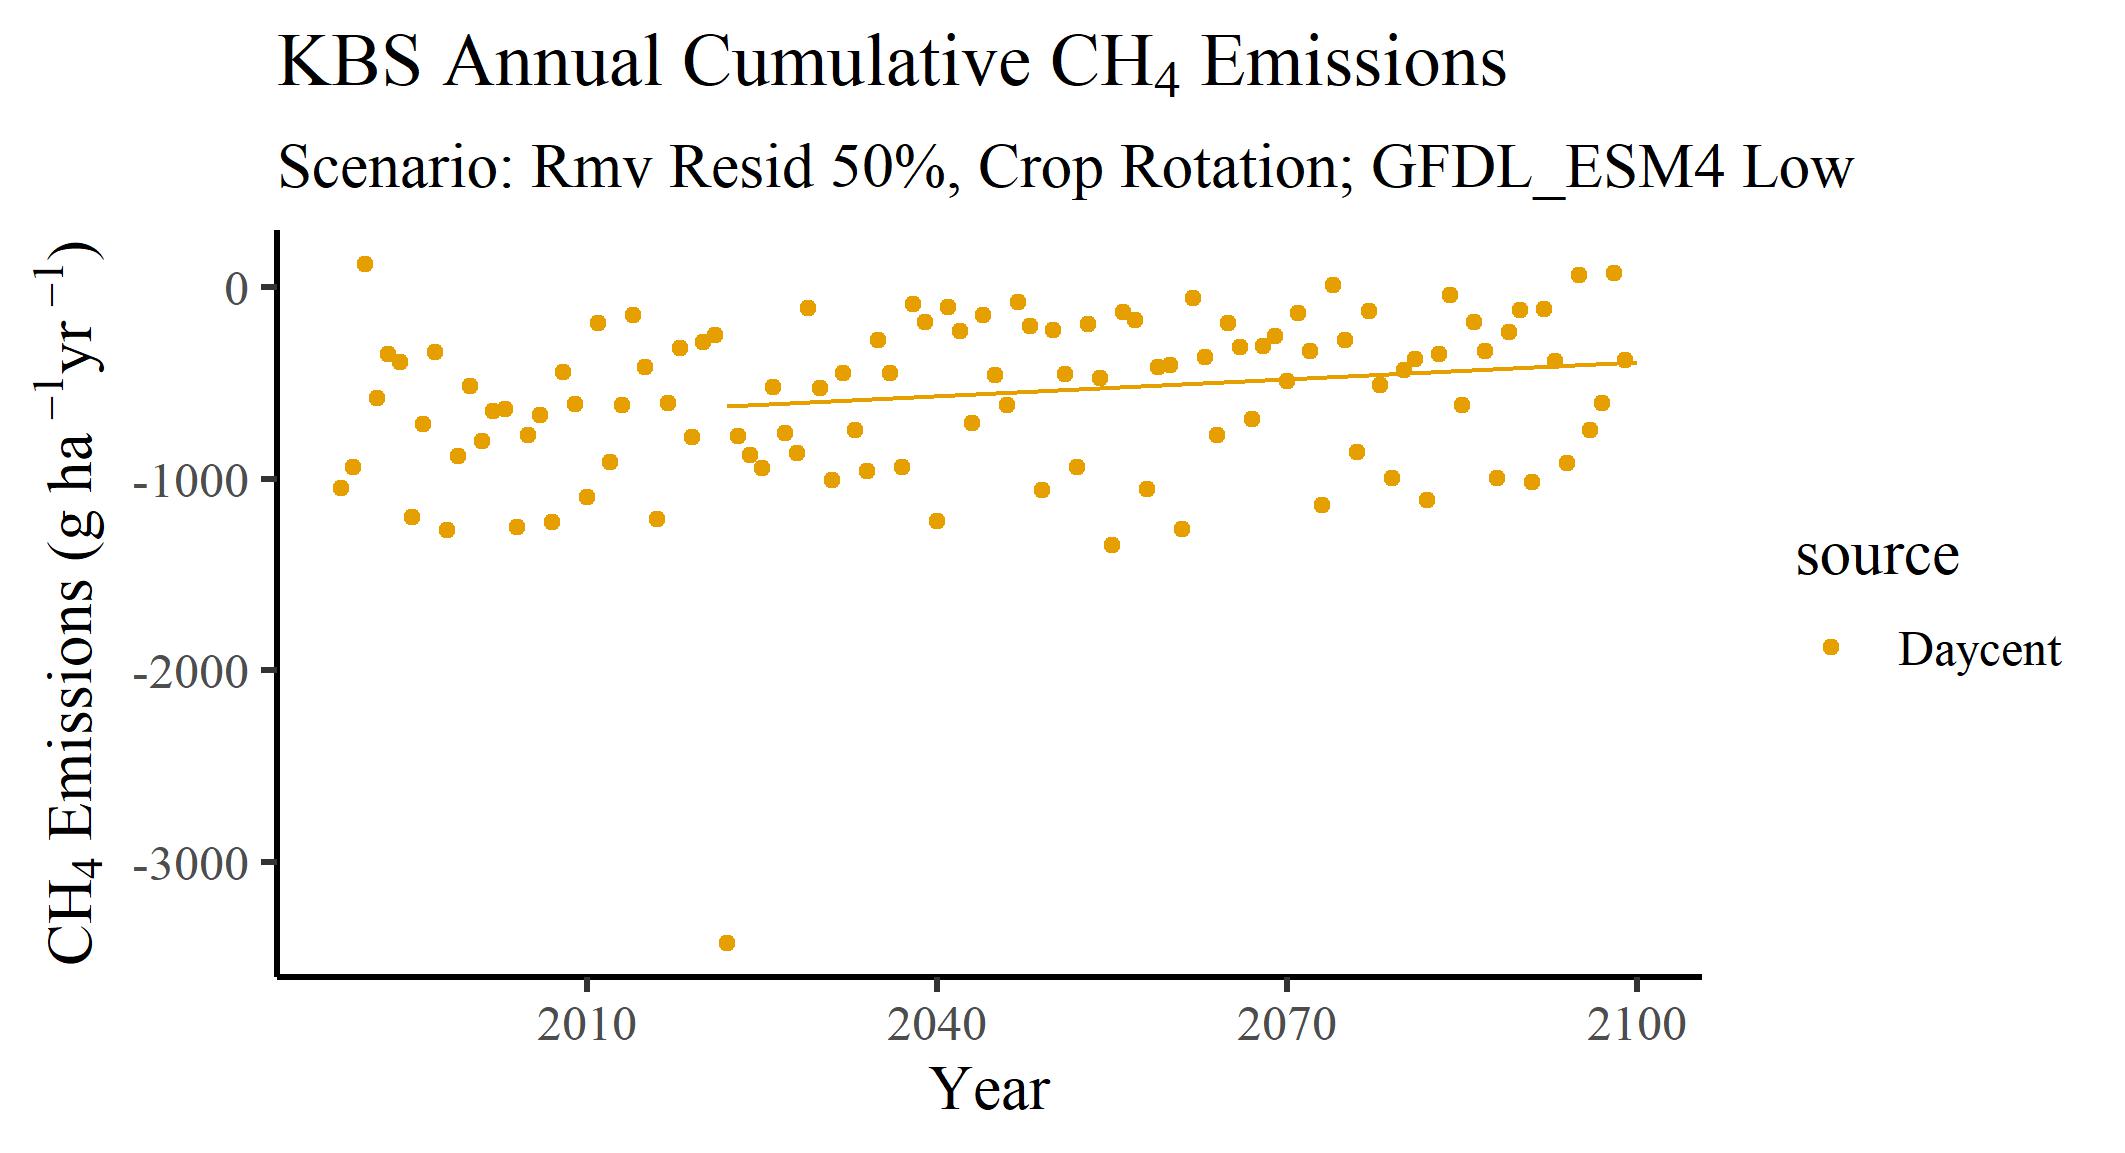 KBS Annual Cumulative CH₄ Emissions
Scenario: Rmv Resid 50%, Crop Rotation; GFDL_ESM4 Low
CH₄ Emissions (g ha ⁻¹yr ⁻¹)
0
-1000
-2000
-3000
2010
2040
2070
2100
Year
source
Daycent